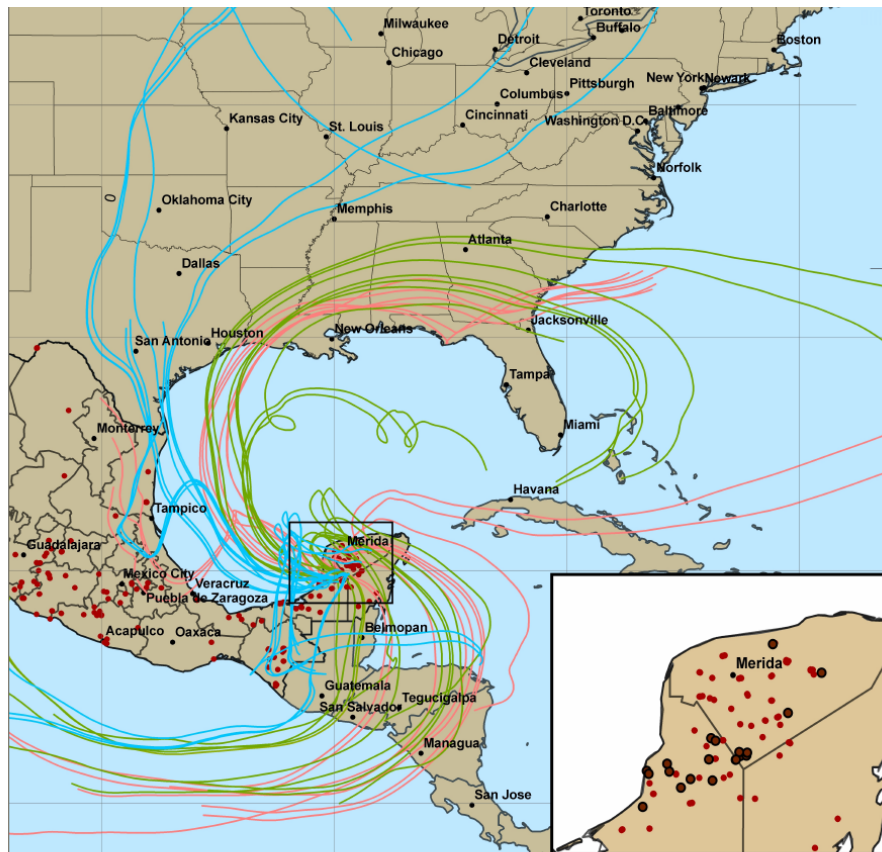 Toronto
Milwaukee
Buffalo
Detroit
Boston
Chicago
Cleveland
New York Newark
Pittsburgh
Columbus
Baltimore
Kansas City
Cincinnati
Washington D.C.
St. Louis
Norfolk
Oklahoma City
Memphis
Charlotte
Atlanta
Dallas
Jacksonville
San Antonio
Houston
New Orleans
Tampa
Monterrey
Miami
Havana
Tampico
Merida
Guadalajara
Mexico City
Veracruz
Puebla de Zaragoza
Acapulco
Oaxaca
Belmopan
Merida
Guatemala
Tegucigalpa
San Salvador
Managua
San Jose